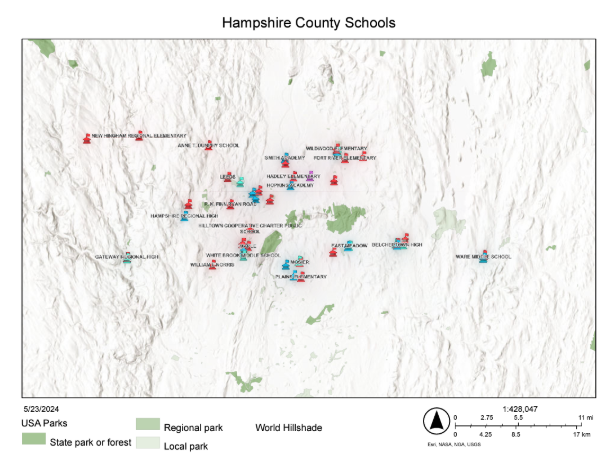 Hampshire County Schools
NEW HINGHAM REGIONAL ELEMENTARY
ANNE T. DUNPHY SCHOOL
WILDWOOD ELEMENTARY
SMITH ACADEMY
FORT RIVER ELEMENTARY
LEEDS
HADLEY ELEMENTARY
HOPKINS ACADEMY
R.K. FINN RYAN ROAD
HAMPSHIRE REGIONAL HIGH
HILLTOWN COOPERATIVE CHARTER PUBLIC
SCHOOL
EAST MEADOW
BELCHERTOWN HIGH
GATEWAY REGIONAL HIGH
WHITE BROOK MIDDLE SCHOOL
WARE MIDDLE SCHOOL
WILLIAM E NORRIS
MOSIER
PLAINS ELEMENTARY
5/23/2024
USA Parks
State park or forest
Regional park
Local park
World Hillshade
1:428,047
0 2.75 5.5 11 mi
0 4.25 8.5 17 km
Esri, NASA, NGA, USGS